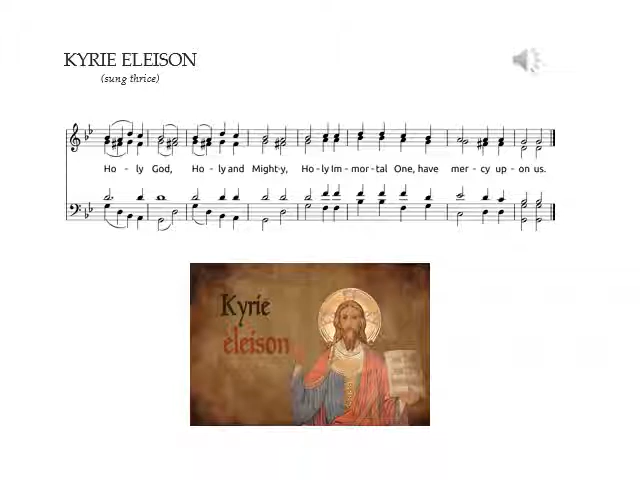 KYRIE ELEISON
(sung thrice)
Ho - ly God, Ho - ly and Might-y, Ho - ly Im - mor - tal One, have mer - cy up - on us.
Kyrie
eleison